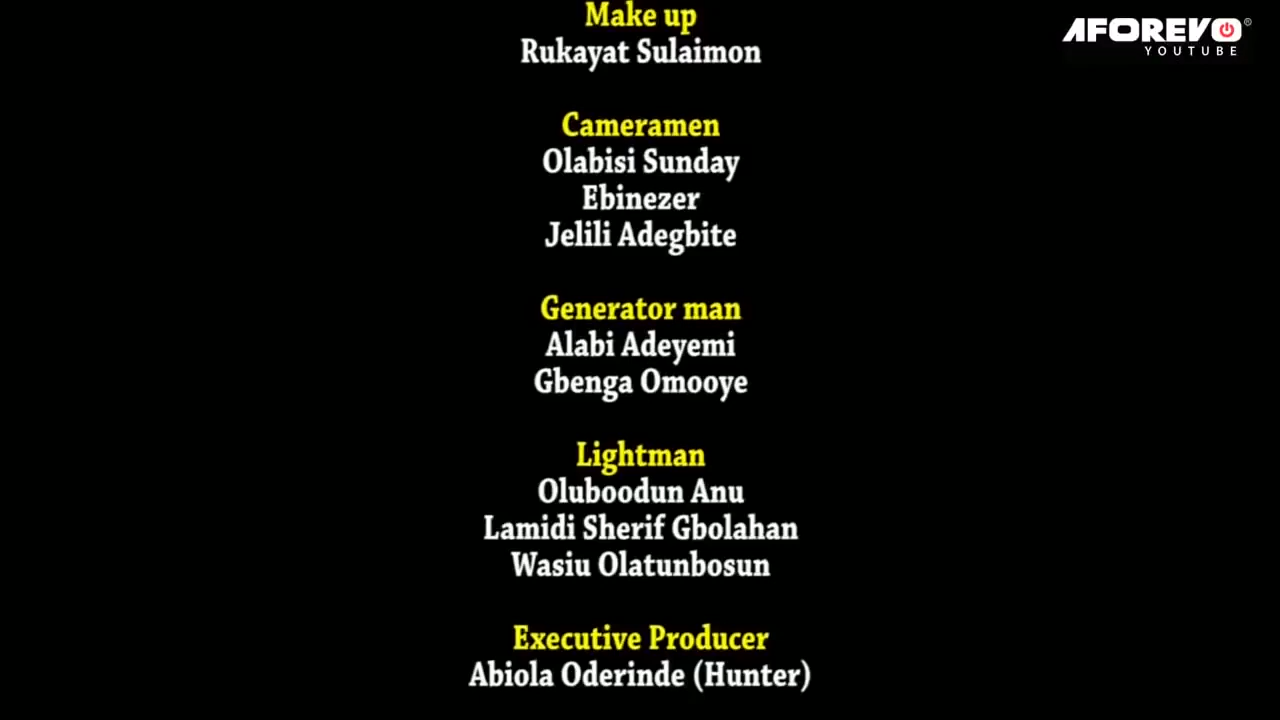 Make up
Rukayat Sulaimon
Cameramen
Olabisi Sunday
Ebinezer
Jelili Adegbite
Generator man
Alabi Adeyemi
Gbenga Omooye
Lightman
Oluboodun Anu
Lamidi Sherif Gbolahan
Wasiu Olatunbosun
Executive Producer
Abiola Oderinde (Hunter)
AFOREVO®
YOUTUBE